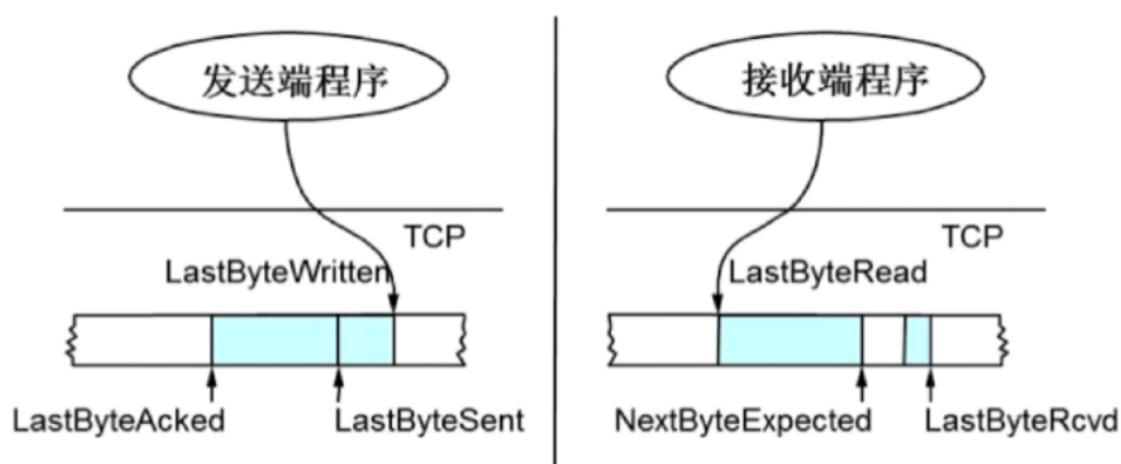 发送端程序
TCP
LastByteWritten
LastByteAcked
LastByteSent
接收端程序
TCP
LastByteRead
NextByteExpected
LastByteRcvd